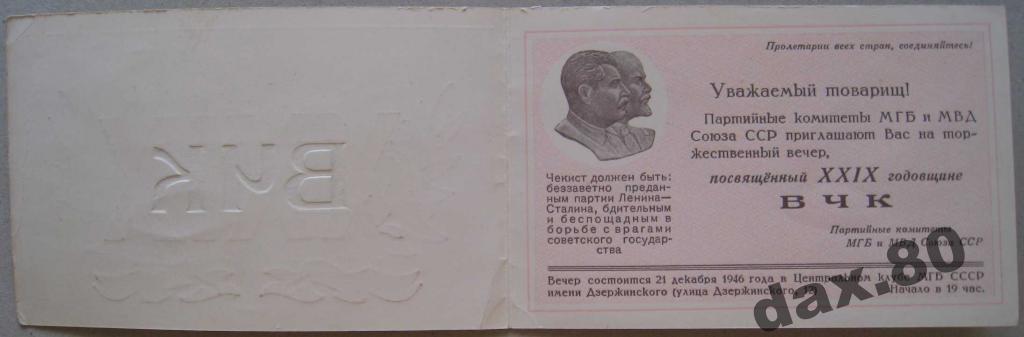 ВЧК
Пролетарии всех стран, соединяйтесь!
Уважаемый товарищ!
Партийные комитеты МГБ и МВД
Союза ССР приглашают Вас на тор-
жественный вечер,
посвящённый XXIX годовщине
ВЧК
Партийные комитеты
МГБ и МВД Союза ССР
Чекист должен быть:
беззаветно предан-
ным партии Ленина—
Сталина, бдительным
и беспощадным в
борьбе с врагами
советского государ-
ства
Вечер состоится 21 декабря 1946 года в Центральном клубе МГБ СССР
имени Дзержинского (улица Дзержинского, 13) Начало в 19 час.
dax.80